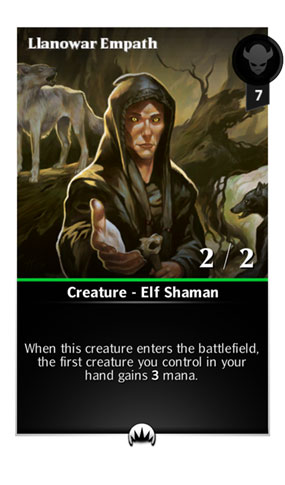 Llanowar Empath
7
2 / 2
Creature - Elf Shaman
When this creature enters the battlefield,
the first creature you control in your
hand gains 3 mana.